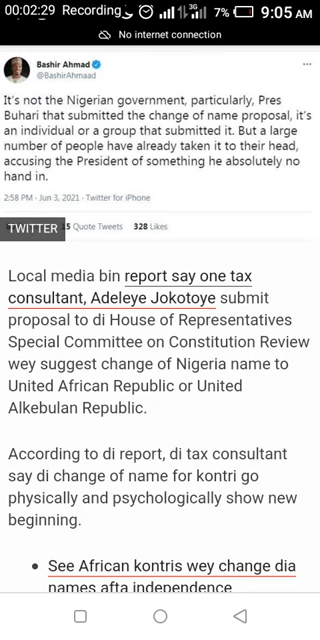 00:02:29 Recording 3G 7% 9:05 AM
No internet connection
Bashir Ahmad
@BashirAhmaad
It's not the Nigerian government, particularly, Pres
Buhari that submitted the change of name proposal, it's
an individual or a group that submitted it. But a large
number of people have already taken it to their head,
accusing the President of something he absolutely no
hand in.
2:58 PM · Jun 3, 2021 · Twitter for iPhone
TWITTER 5 Quote Tweets 328 Likes
Local media bin report say one tax
consultant, Adeleye Jokotoye submit
proposal to di House of Representatives
Special Committee on Constitution Review
wey suggest change of Nigeria name to
United African Republic or United
Alkebulan Republic.
According to di report, di tax consultant
say di change of name for kontri go
physically and psychologically show new
beginning.
• See African kontris wey change dia
names afta independence